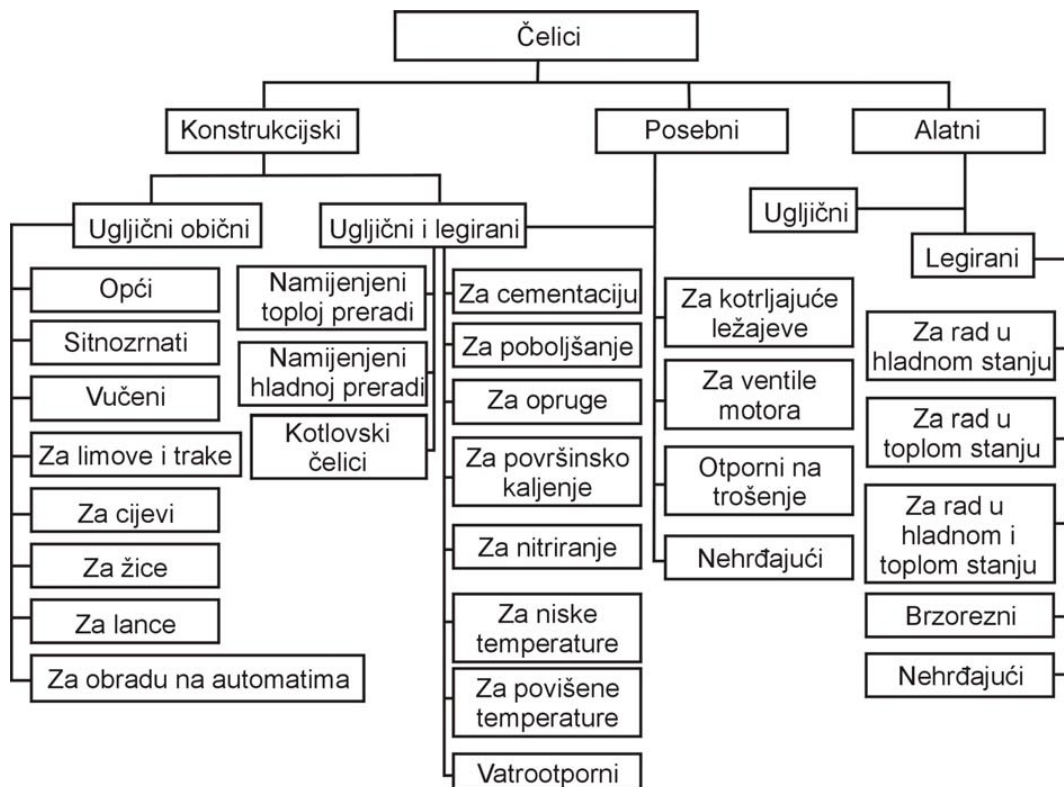 Čelici
Konstrukcijski
Posebni
Alatni
Ugljični obični
Ugljični i legirani
Ugljični
Legirani
Opći
Sitnozrnati
Vučeni
Za limove i trake
Za cijevi
Za žice
Za lance
Za obradu na automatima
Namijenjeni
toploj preradi
Namijenjeni
hladnoj preradi
Kotlovski
čelici
Za cementaciju
Za poboljšanje
Za opruge
Za površinsko
kaljenje
Za nitriranje
Za niske
temperature
Za povišene
temperature
Vatrootporni
Za kotrljajuće
ležajeve
Za ventile
motora
Otporni na
trošenje
Nehrđajući
Za rad u
hladnom stanju
Za rad u
toplom stanju
Za rad u
hladnom i
toplom stanju
Brzorezni
Nehrđajući